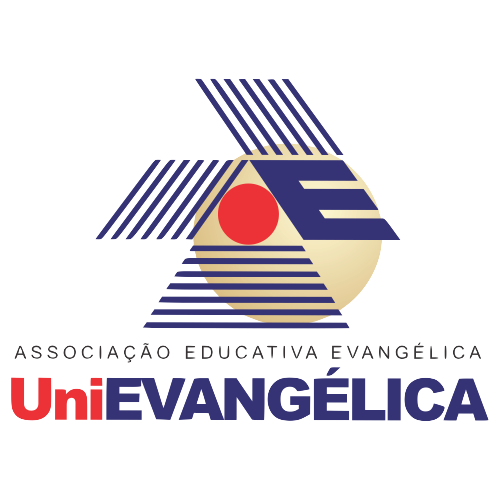 E
ASSOCIAÇÃO EDUCATIVA EVANGÉLICA
UniEVANGÉLICA